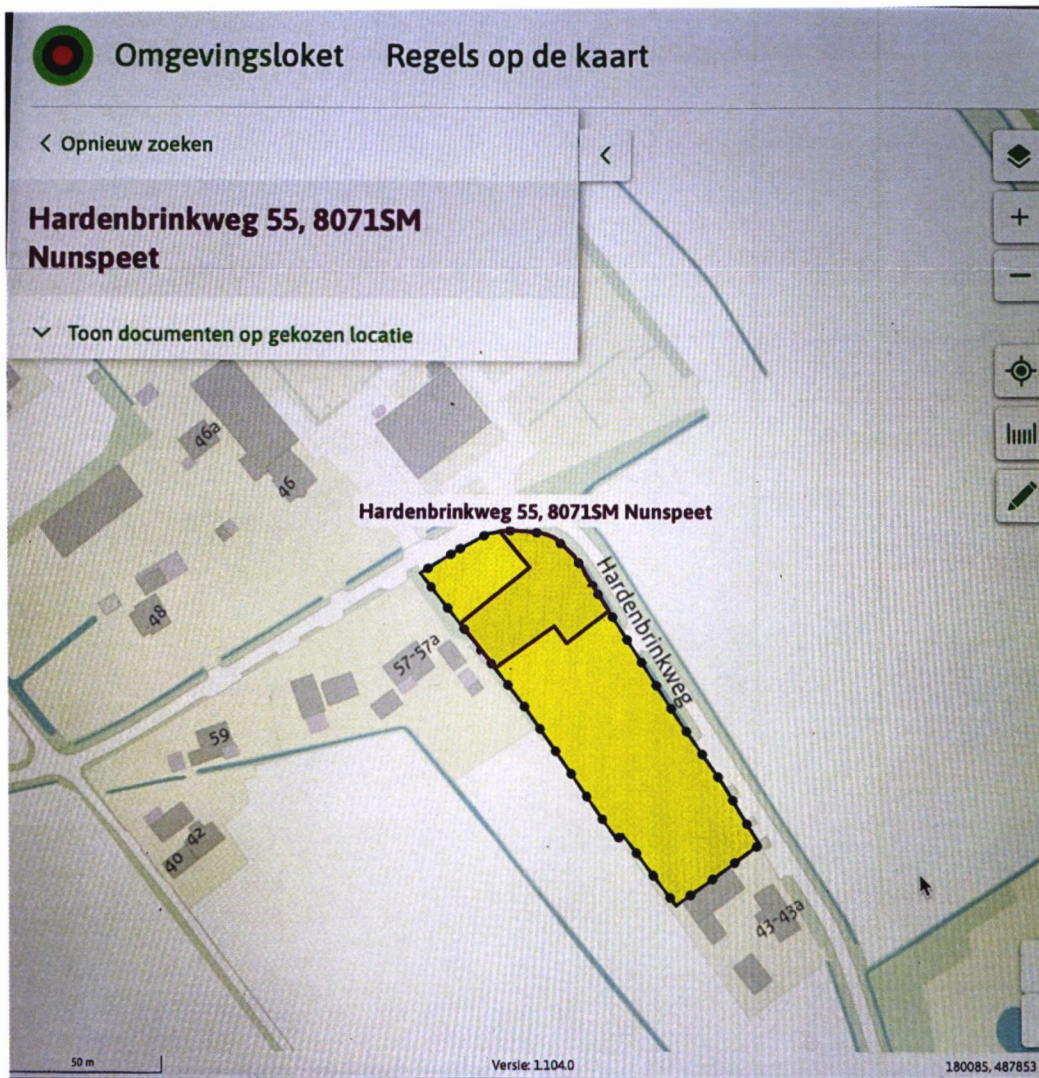 Omgevingsloket Regels op de kaart
Opnieuw zoeken
Hardenbrinkweg 55, 8071SM
Nunspeet
Toon documenten op gekozen locatie
46a
46
Hardenbrinkweg 55, 8071SM Nunspeet
48
Hardenbrinkweg
57-57a
59
40
42
43-43a
50 m
Versie: 1.104.0
180085, 487853